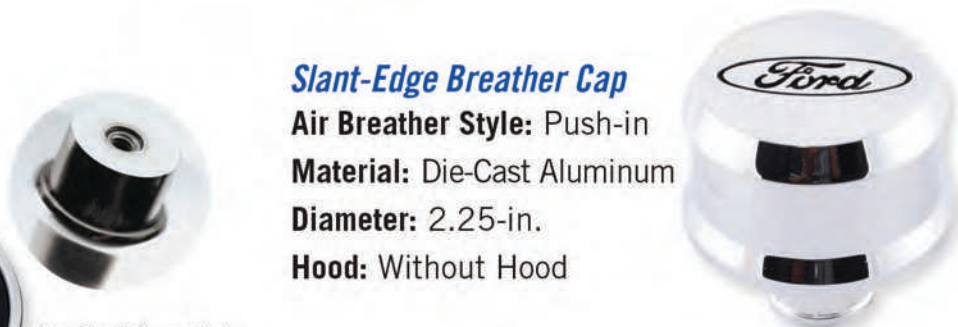 Slant-Edge Breather Cap
Air Breather Style: Push-in
Material: Die-Cast Aluminum
Diameter: 2.25-in.
Hood: Without Hood
Ford